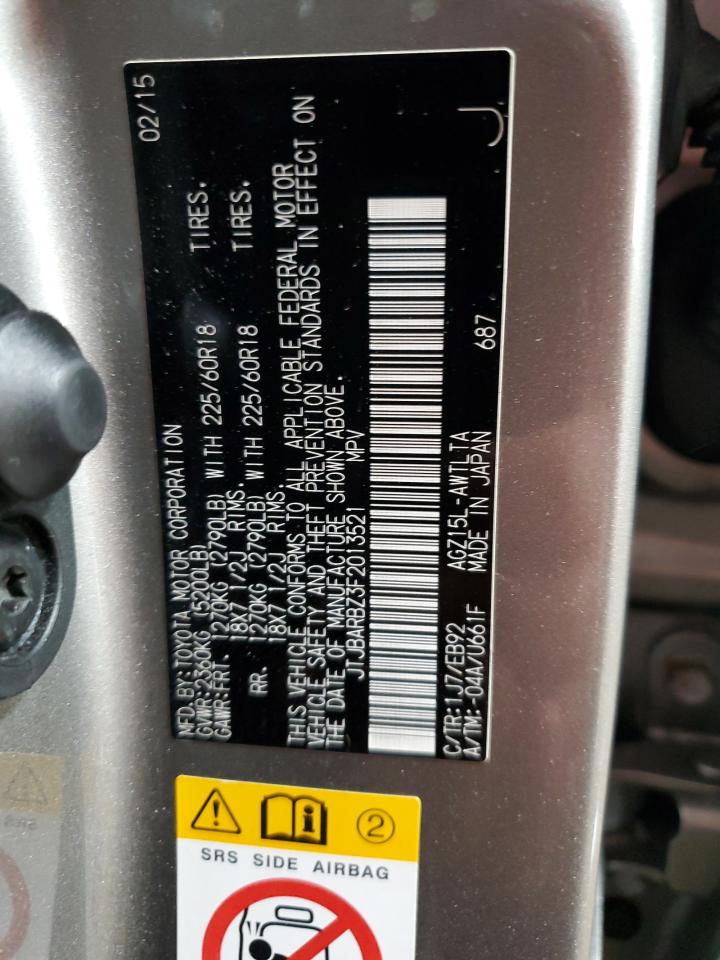 MFD.BY:TOYOTA MOTOR CORPORATION 02/15
GVWR:2360KG (5200LB)
GAWR:FRT 1270KG (2790LB) WITH 225/60R18 TIRES.
18X7 1/2J RIMS.
RR. 1270KG (2790LB) WITH 225/60R18 TIRES.
18X7 1/2J RIMS.
THIS VEHICLE CONFORMS TO ALL APPLICABLE FEDERAL MOTOR
VEHICLE SAFETY AND THEFT PREVENTION STANDARDS IN EFFECT ON
THE DATE OF MANUFACTURE SHOWN ABOVE.
JTJBARBZ3F2013521 MPV
C/TR:1J7/EB92 AGZ15L-AWTLTA
A/TM:-04A/U661F MADE IN JAPAN 687 J
2
SRS SIDE AIRBAG
SRS